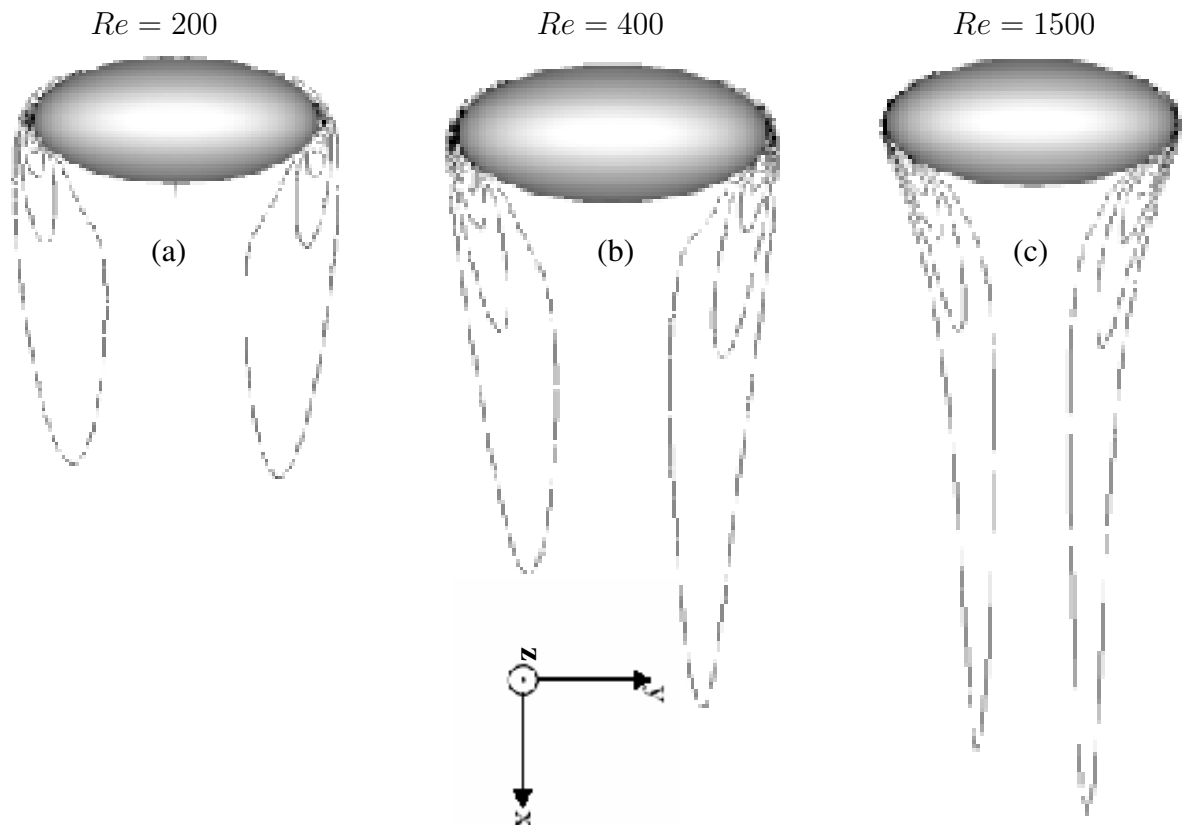 Re = 200
Re = 400
Re = 1500
(a)
(b)
(c)
z
y
x